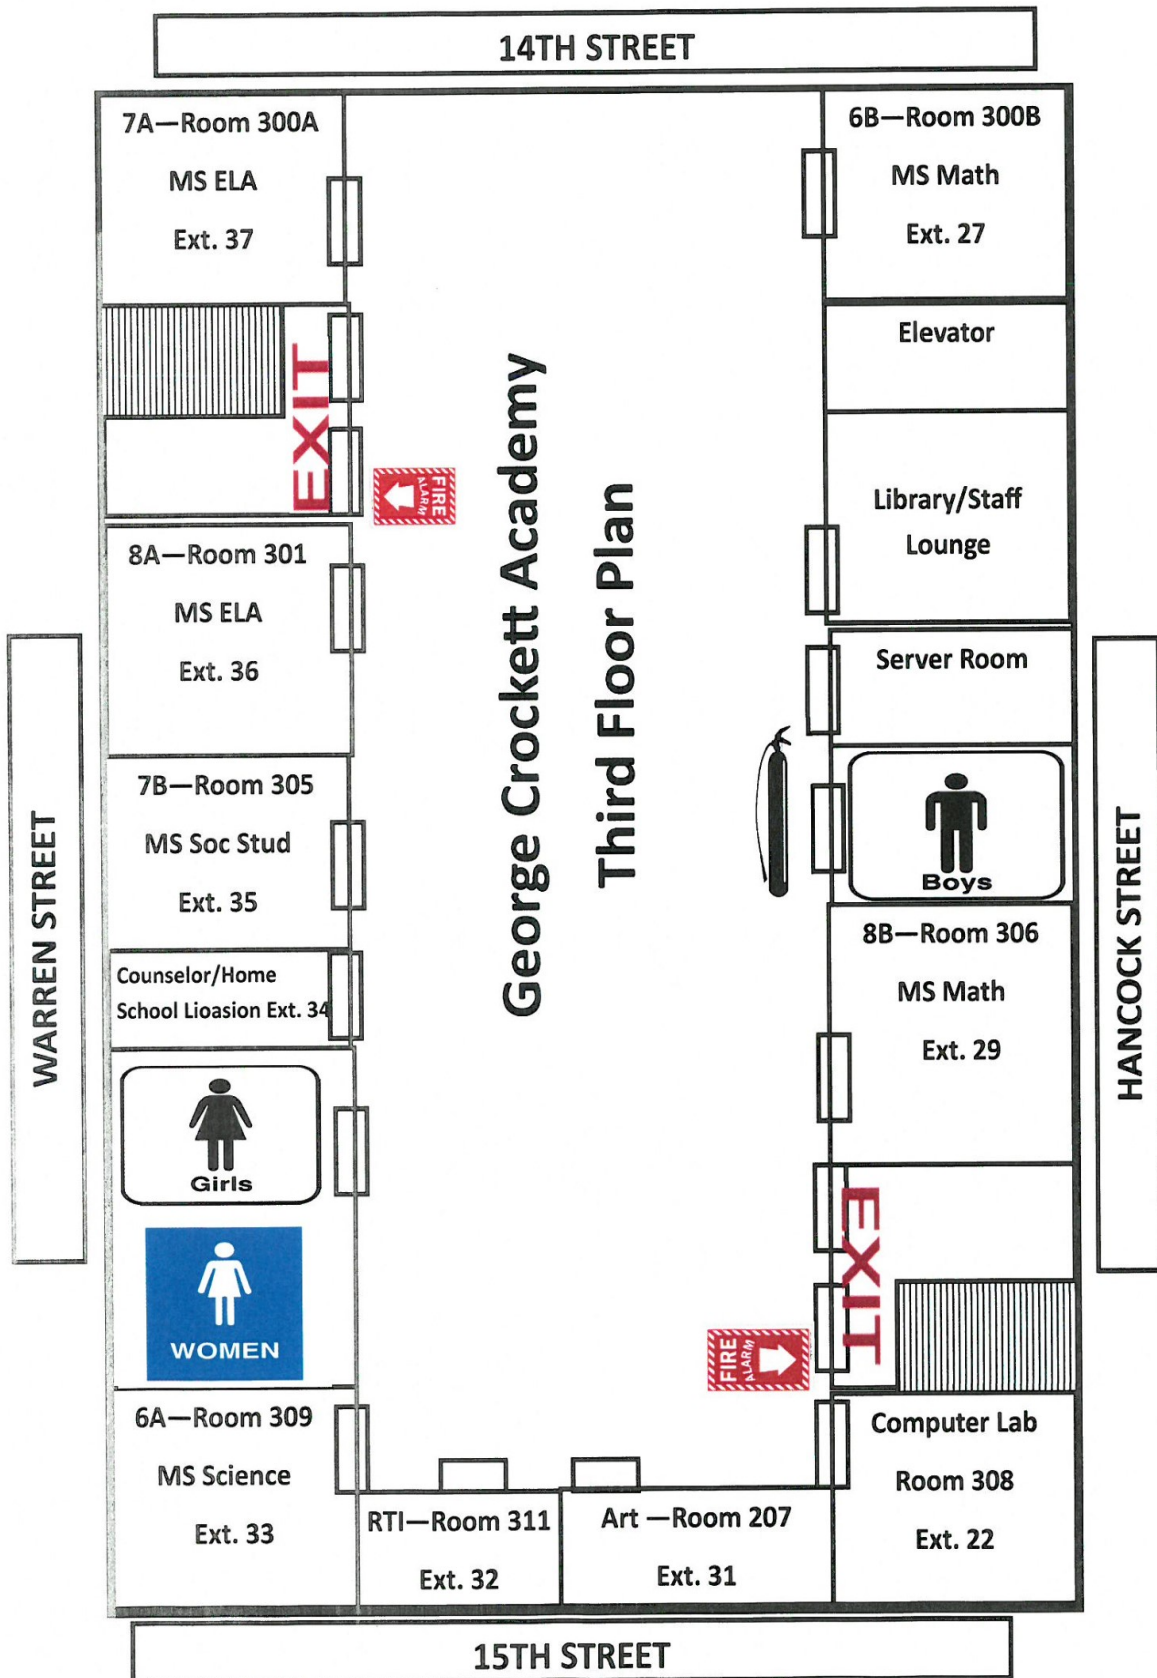 14TH STREET
7A—Room 300A
MS ELA
Ext. 37
EXIT
FIRE
ALARM
8A—Room 301
MS ELA
Ext. 36
7B—Room 305
MS Soc Stud
Ext. 35
Counselor/Home
School Lioasion Ext. 34
Girls
WOMEN
6A—Room 309
MS Science
Ext. 33
WARREN STREET
George Crockett Academy
Third Floor Plan
RTI—Room 311
Ext. 32
Art —Room 207
Ext. 31
6B—Room 300B
MS Math
Ext. 27
Elevator
Library/Staff
Lounge
Server Room
Boys
8B—Room 306
MS Math
Ext. 29
EXIT
FIRE
ALARM
Computer Lab
Room 308
Ext. 22
HANCOCK STREET
15TH STREET